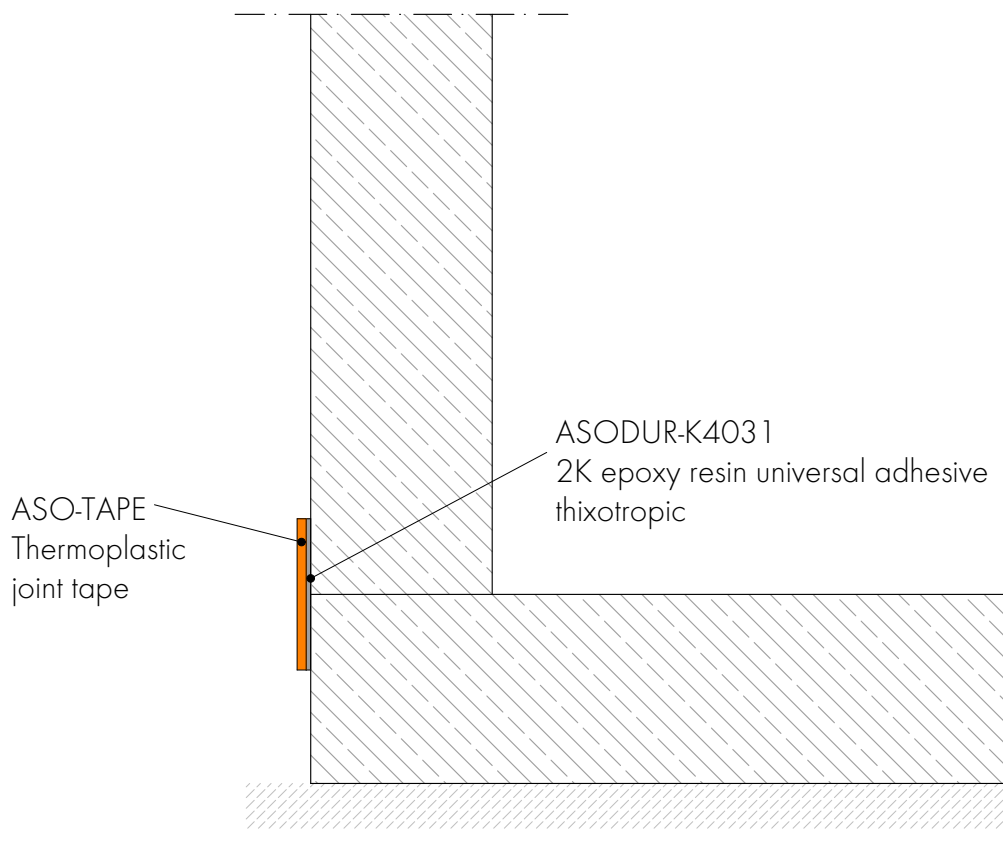 ASODUR-K4031
2K epoxy resin universal adhesive
thixotropic
ASO-TAPE
Thermoplastic
joint tape